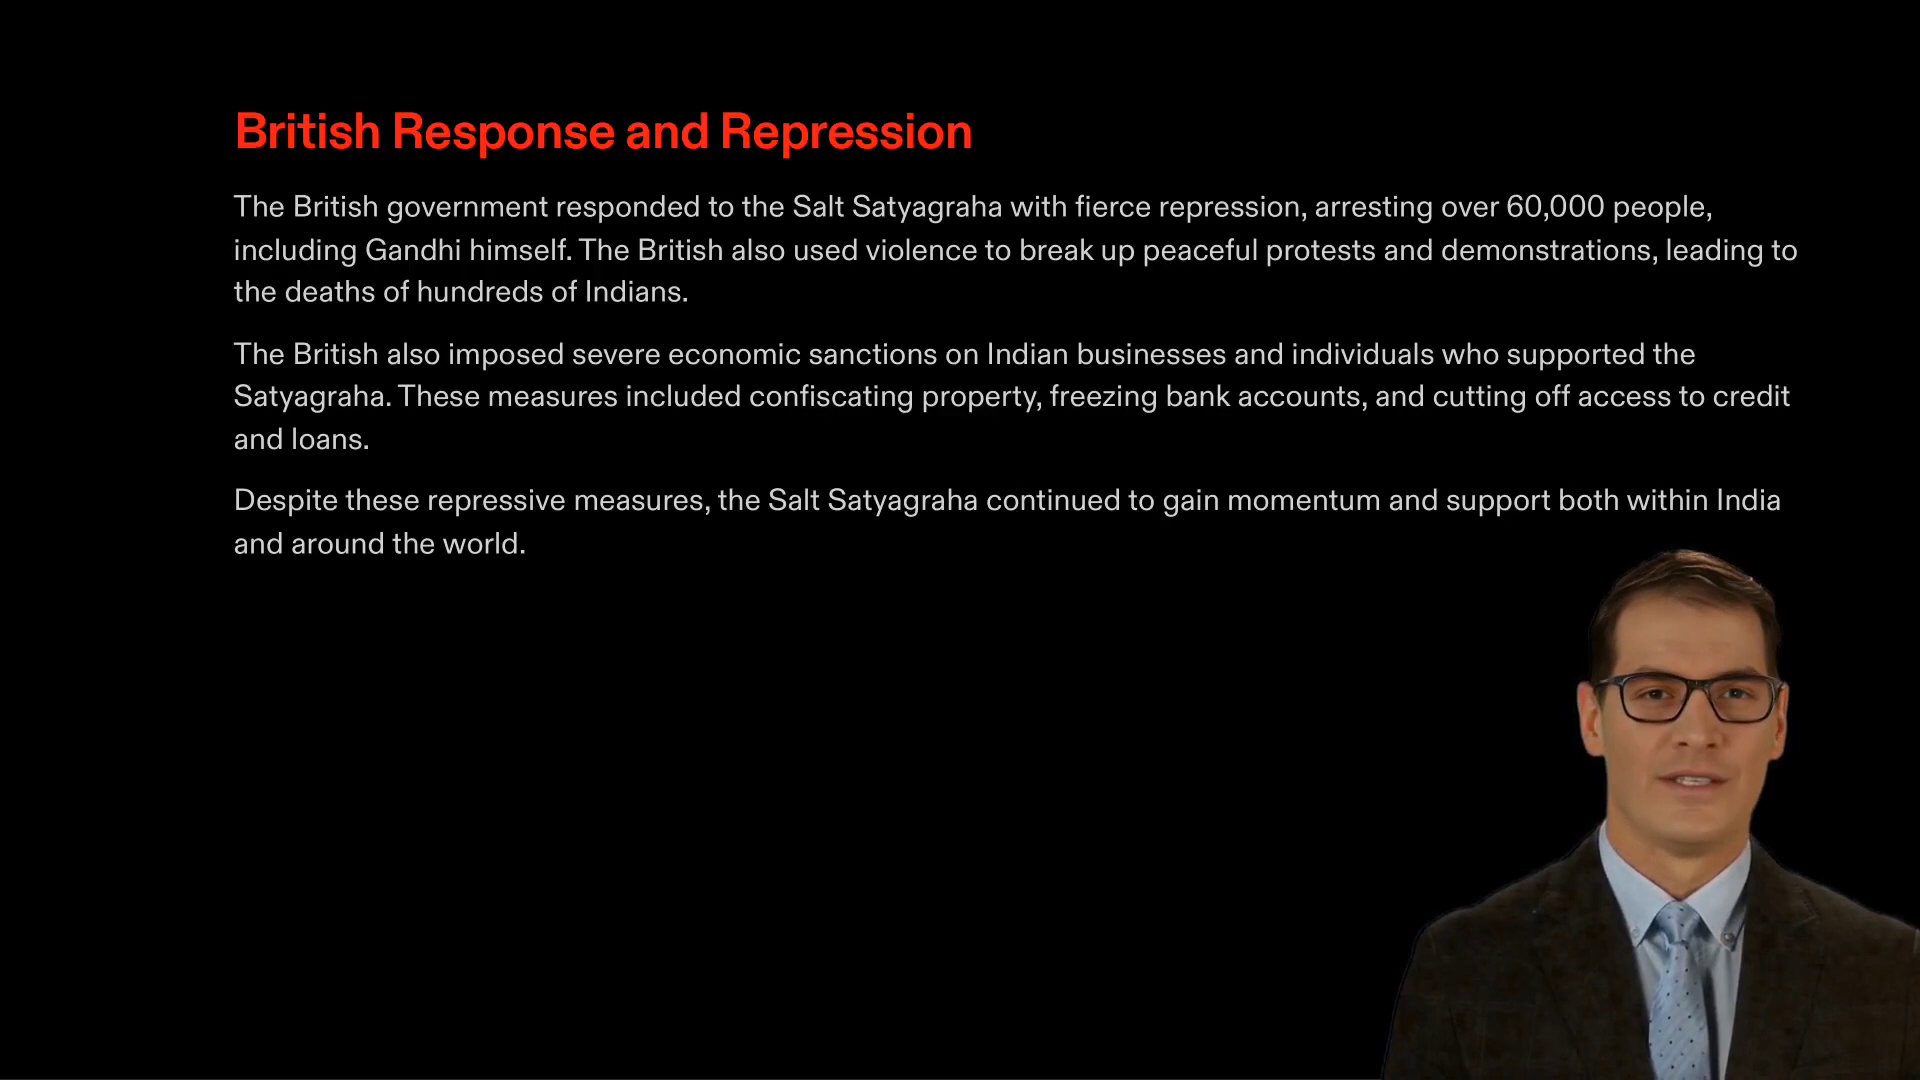 British Response and Repression
The British government responded to the Salt Satyagraha with fierce repression, arresting over 60,000 people,
including Gandhi himself. The British also used violence to break up peaceful protests and demonstrations, leading to
the deaths of hundreds of Indians.
The British also imposed severe economic sanctions on Indian businesses and individuals who supported the
Satyagraha. These measures included confiscating property, freezing bank accounts, and cutting off access to credit
and loans.
Despite these repressive measures, the Salt Satyagraha continued to gain momentum and support both within India
and around the world.